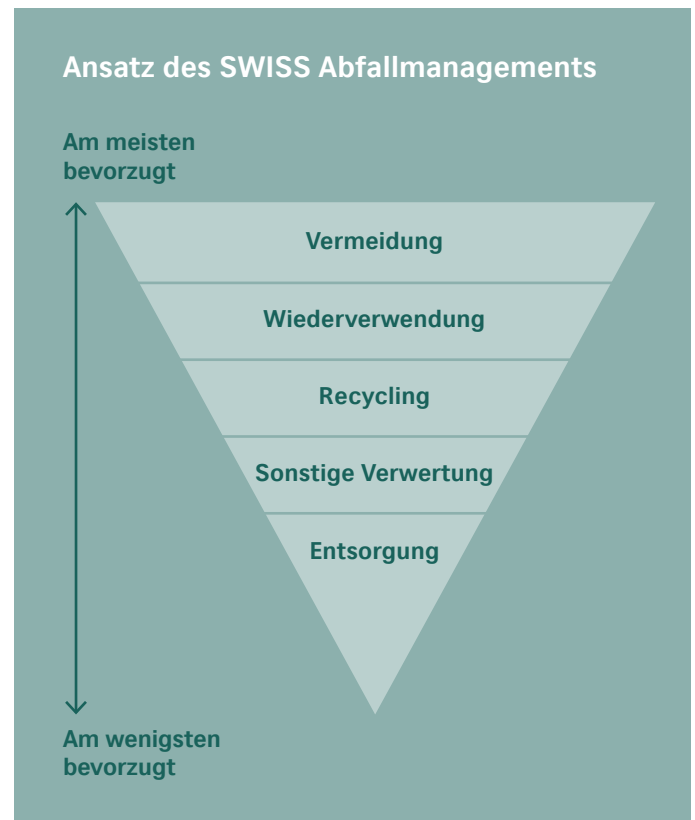 Ansatz des SWISS Abfallmanagements
Am meisten
bevorzugt
Vermeidung
Wiederverwendung
Recycling
Sonstige Verwertung
Entsorgung
Am wenigsten
bevorzugt